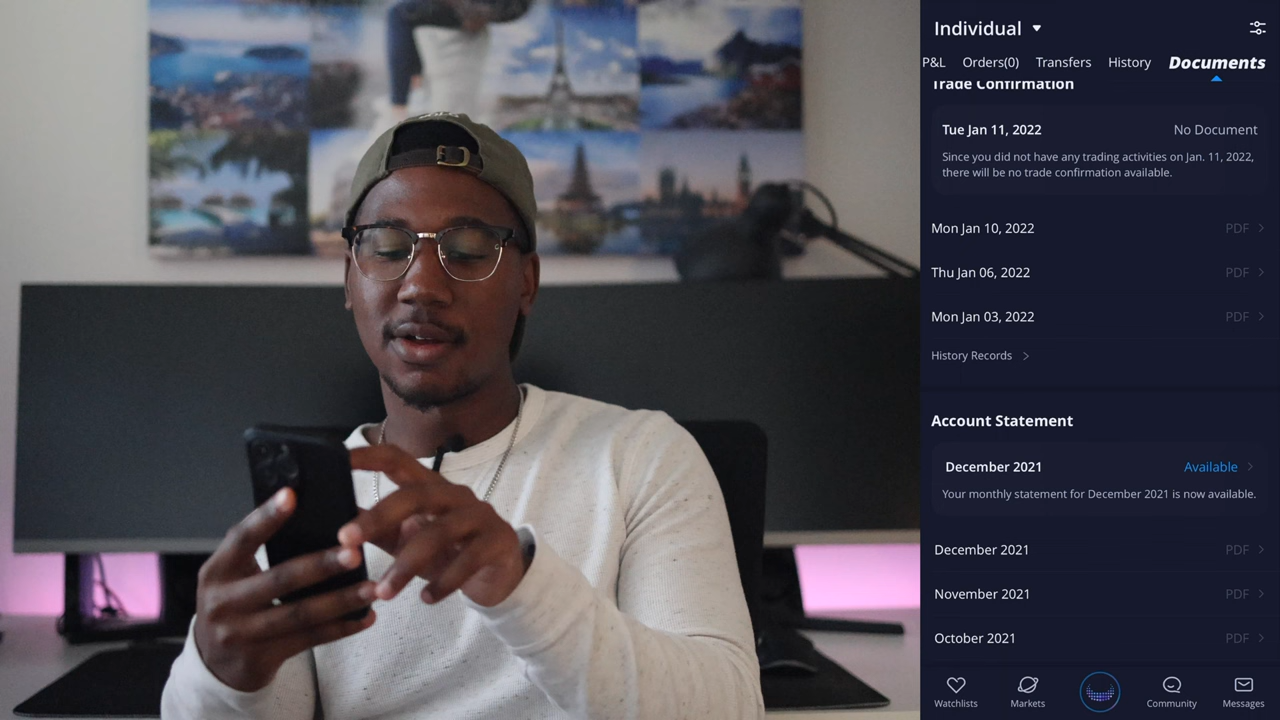 Individual
P&L Orders(0) Transfers History Documents
Trade Confirmation
Tue Jan 11, 2022 No Document
Since you did not have any trading activities on Jan. 11, 2022,
there will be no trade confirmation available.
Mon Jan 10, 2022 PDF
Thu Jan 06, 2022 PDF
Mon Jan 03, 2022 PDF
History Records
Account Statement
December 2021 Available
Your monthly statement for December 2021 is now available.
December 2021 PDF
November 2021 PDF
October 2021 PDF
Watchlists Markets Community Messages